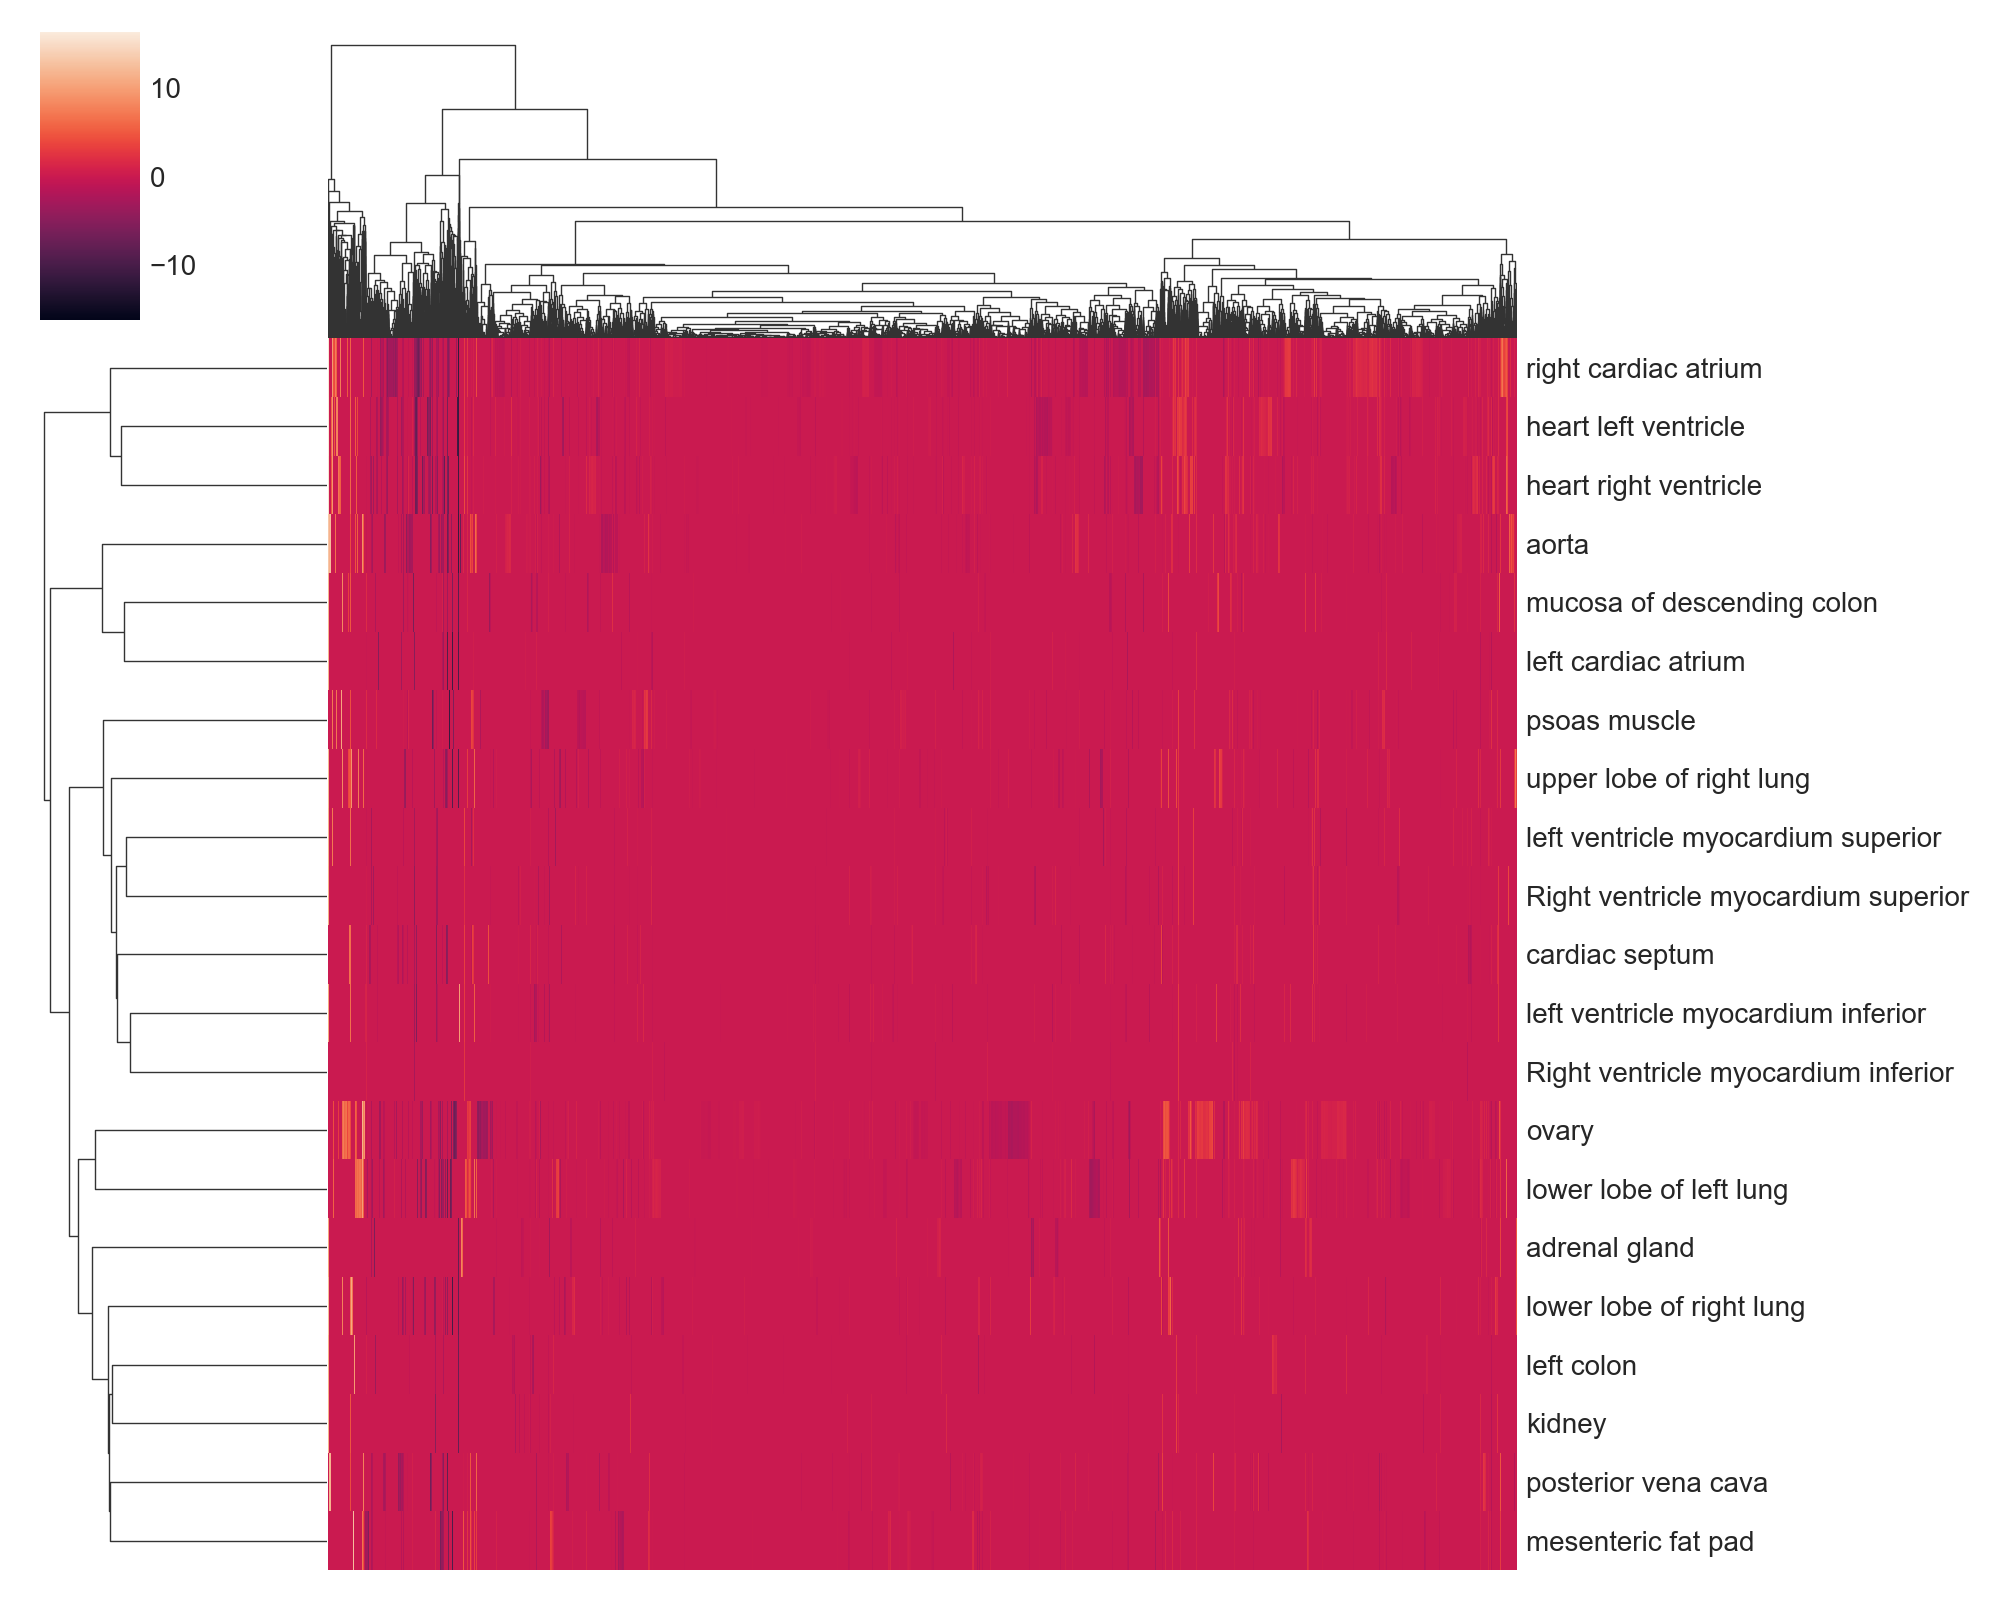 10
0
−10
right cardiac atrium
heart left ventricle
heart right ventricle
aorta
mucosa of descending colon
left cardiac atrium
psoas muscle
upper lobe of right lung
left ventricle myocardium superior
Right ventricle myocardium superior
cardiac septum
left ventricle myocardium inferior
Right ventricle myocardium inferior
ovary
lower lobe of left lung
adrenal gland
lower lobe of right lung
left colon
kidney
posterior vena cava
mesenteric fat pad